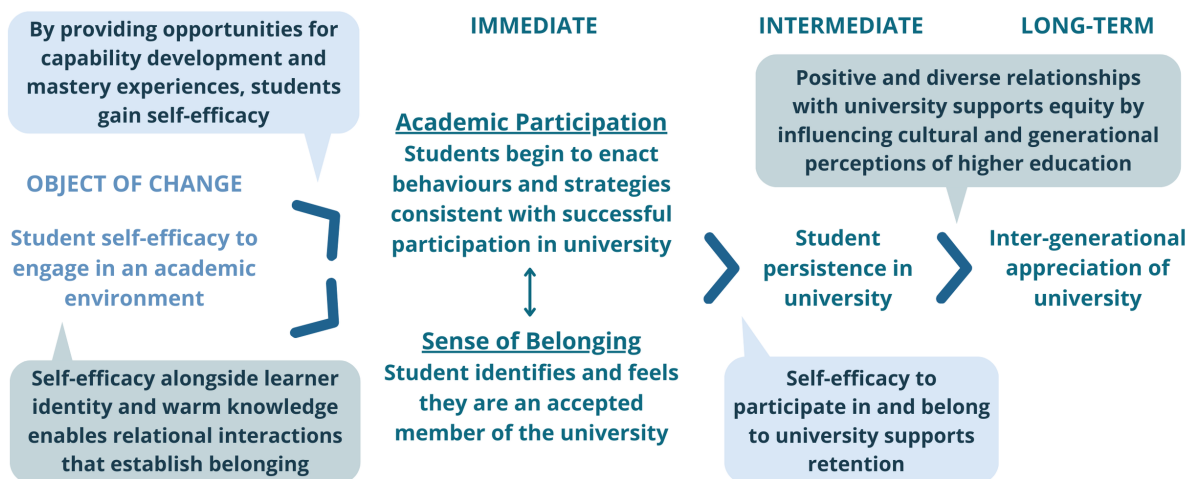 By providing opportunities for
capability development and
mastery experiences, students
gain self-efficacy
OBJECT OF CHANGE
Student self-efficacy to
engage in an academic
environment
Self-efficacy alongside learner
identity and warm knowledge
enables relational interactions
that establish belonging
IMMEDIATE
Academic Participation
Students begin to enact
behaviours and strategies
consistent with successful
participation in university
Sense of Belonging
Student identifies and feels
they are an accepted
member of the university
INTERMEDIATE
LONG-TERM
Positive and diverse relationships
with university supports equity by
influencing cultural and generational
perceptions of higher education
Student
persistence in
university
Inter-generational
appreciation of
university
Self-efficacy to
participate in and belong
to university supports
retention